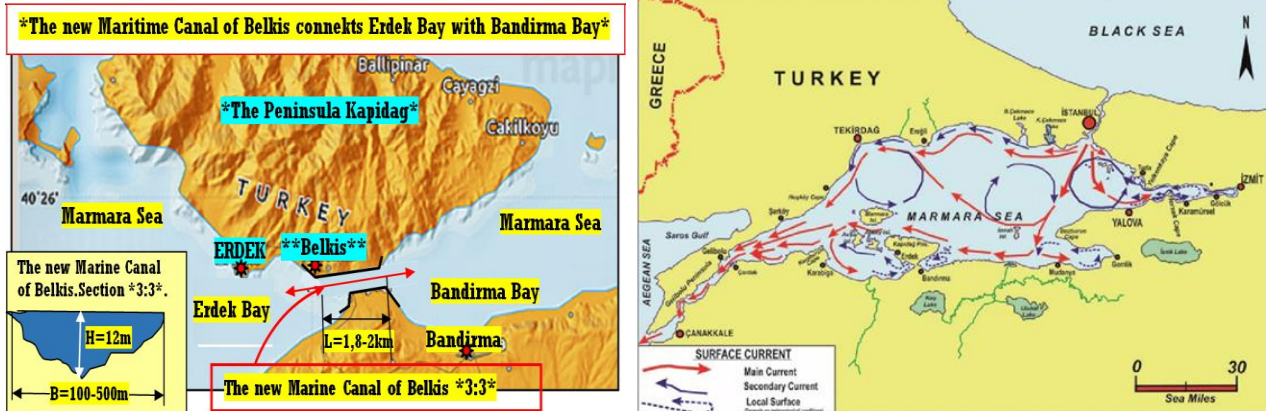 *The new Maritime Canal of Belkis connekts Erdek Bay with Bandirma Bay*
Ballipinar
Cayagzi
*The Peninsula Kapidag*
Cakilkoyu
TURKEY
40°26'
Marmara Sea
Marmara Sea
ERDEK
**Belkis**
The new Marine Canal
of Belkis.Section *3:3*.
H=12m
B=100-500m
Erdek Bay
Bandirma Bay
L=1,8-2km
Bandirma
The new Marine Canal of Belkis *3:3*
BLACK SEA
N
GREECE
TURKEY
İSTANBUL
TEKİRDAĞ
Ereğli
İZMİT
Gölcük
Karamürsel
YALOVA
MARMARA SEA
Şarköy
Saros Gulf
Gelibolu
Gelibolu Peninsula
AEGEAN SEA
Karabiga
Erdek
Bandırma
Mudanya
Gemlik
ÇANAKKALE
SURFACE CURRENT
Main Current
Secondary Current
Local Surface
0 30
Sea Miles